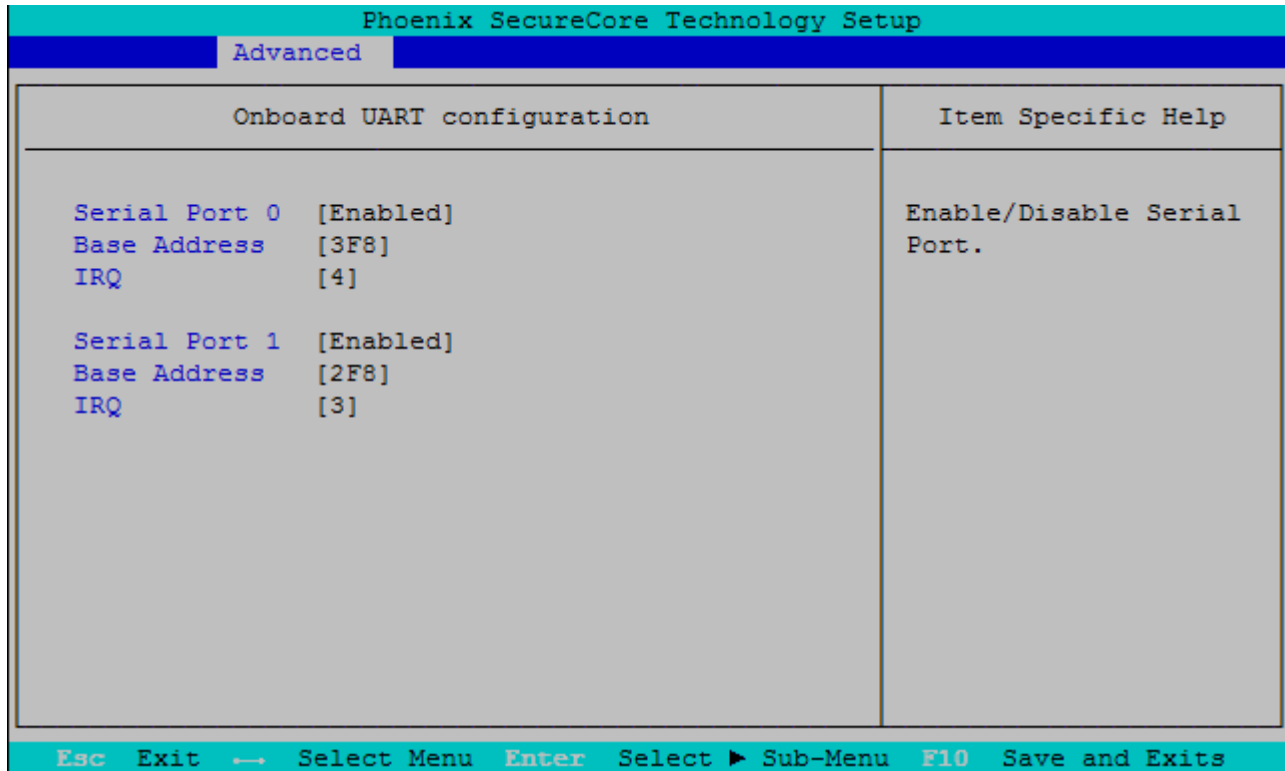 Phoenix SecureCore Technology Setup
Advanced
Onboard UART configuration
Item Specific Help
Serial Port 0 [Enabled]
Base Address [3F8]
IRQ [4]
Serial Port 1 [Enabled]
Base Address [2F8]
IRQ [3]
Enable/Disable Serial
Port.
Esc Exit ←→ Select Menu Enter Select ► Sub-Menu F10 Save and Exits